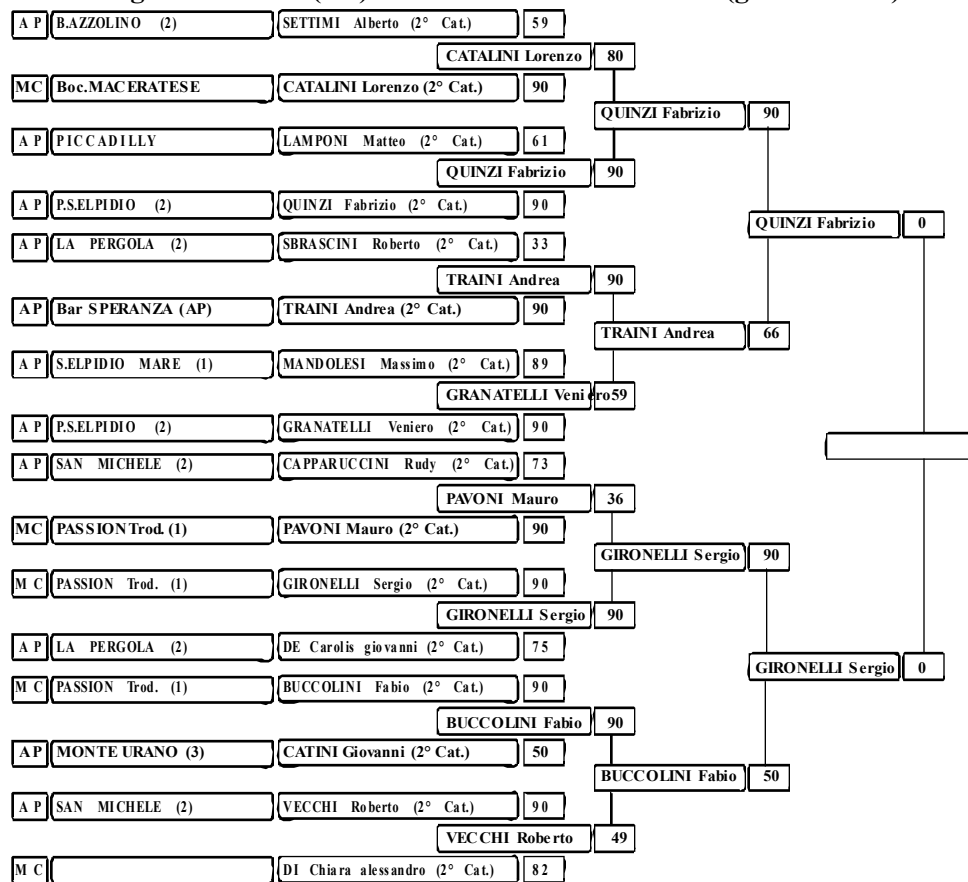 A P B.AZZOLINO (2) SETTIMI Alberto (2° Cat.) 59
CATALINI Lorenzo 80
MC Boc.MACERATESE CATALINI Lorenzo (2° Cat.) 90
QUINZI Fabrizio 90
A P PICCADILLY LAMPONI Matteo (2° Cat.) 61
QUINZI Fabrizio 90
A P P.S.ELPIDIO (2) QUINZI Fabrizio (2° Cat.) 90
QUINZI Fabrizio 0
A P LA PERGOLA (2) SBRASCINI Roberto (2° Cat.) 33
TRAINI Andrea 90
AP Bar SPERANZA (AP) TRAINI Andrea (2° Cat.) 90
TRAINI Andrea 66
A P S.ELPIDIO MARE (1) MANDOLESI Massimo (2° Cat.) 89
GRANATELLI Veniero 59
A P P.S.ELPIDIO (2) GRANATELLI Veniero (2° Cat.) 90
A P SAN MICHELE (2) CAPPARUCCINI Rudy (2° Cat.) 73
PAVONI Mauro 36
MC PASSION Trod. (1) PAVONI Mauro (2° Cat.) 90
GIRONELLI Sergio 90
M C PASSION Trod. (1) GIRONELLI Sergio (2° Cat.) 90
GIRONELLI Sergio 90
A P LA PERGOLA (2) DE Carolis giovanni (2° Cat.) 75
GIRONELLI Sergio 0
M C PASSION Trod. (1) BUCCOLINI Fabio (2° Cat.) 90
BUCCOLINI Fabio 90
AP MONTE URANO (3) CATINI Giovanni (2° Cat.) 50
BUCCOLINI Fabio 50
A P SAN MICHELE (2) VECCHI Roberto (2° Cat.) 90
VECCHI Roberto 49
M C DI Chiara alessandro (2° Cat.) 82